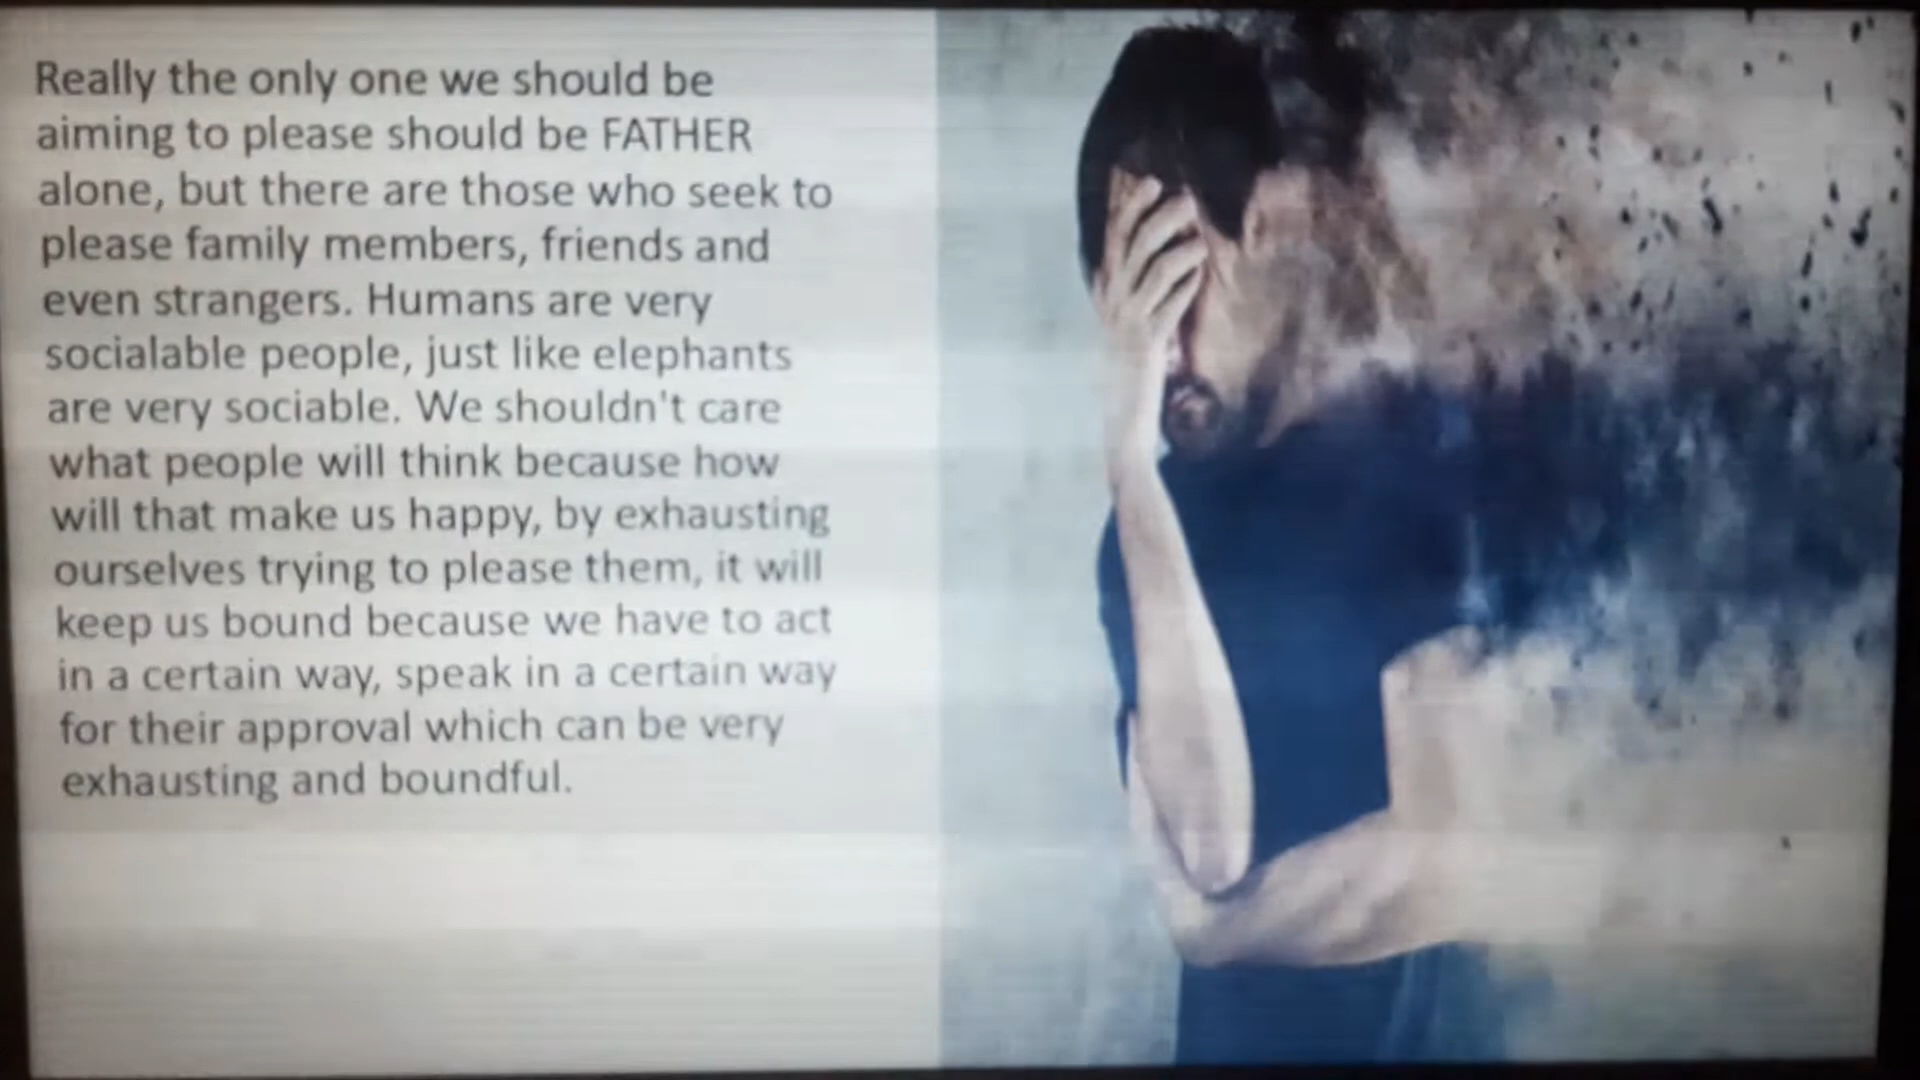 Really the only one we should be
aiming to please should be FATHER
alone, but there are those who seek to
please family members, friends and
even strangers. Humans are very
socialable people, just like elephants
are very sociable. We shouldn't care
what people will think because how
will that make us happy, by exhausting
ourselves trying to please them, it will
keep us bound because we have to act
in a certain way, speak in a certain way
for their approval which can be very
exhausting and boundful.